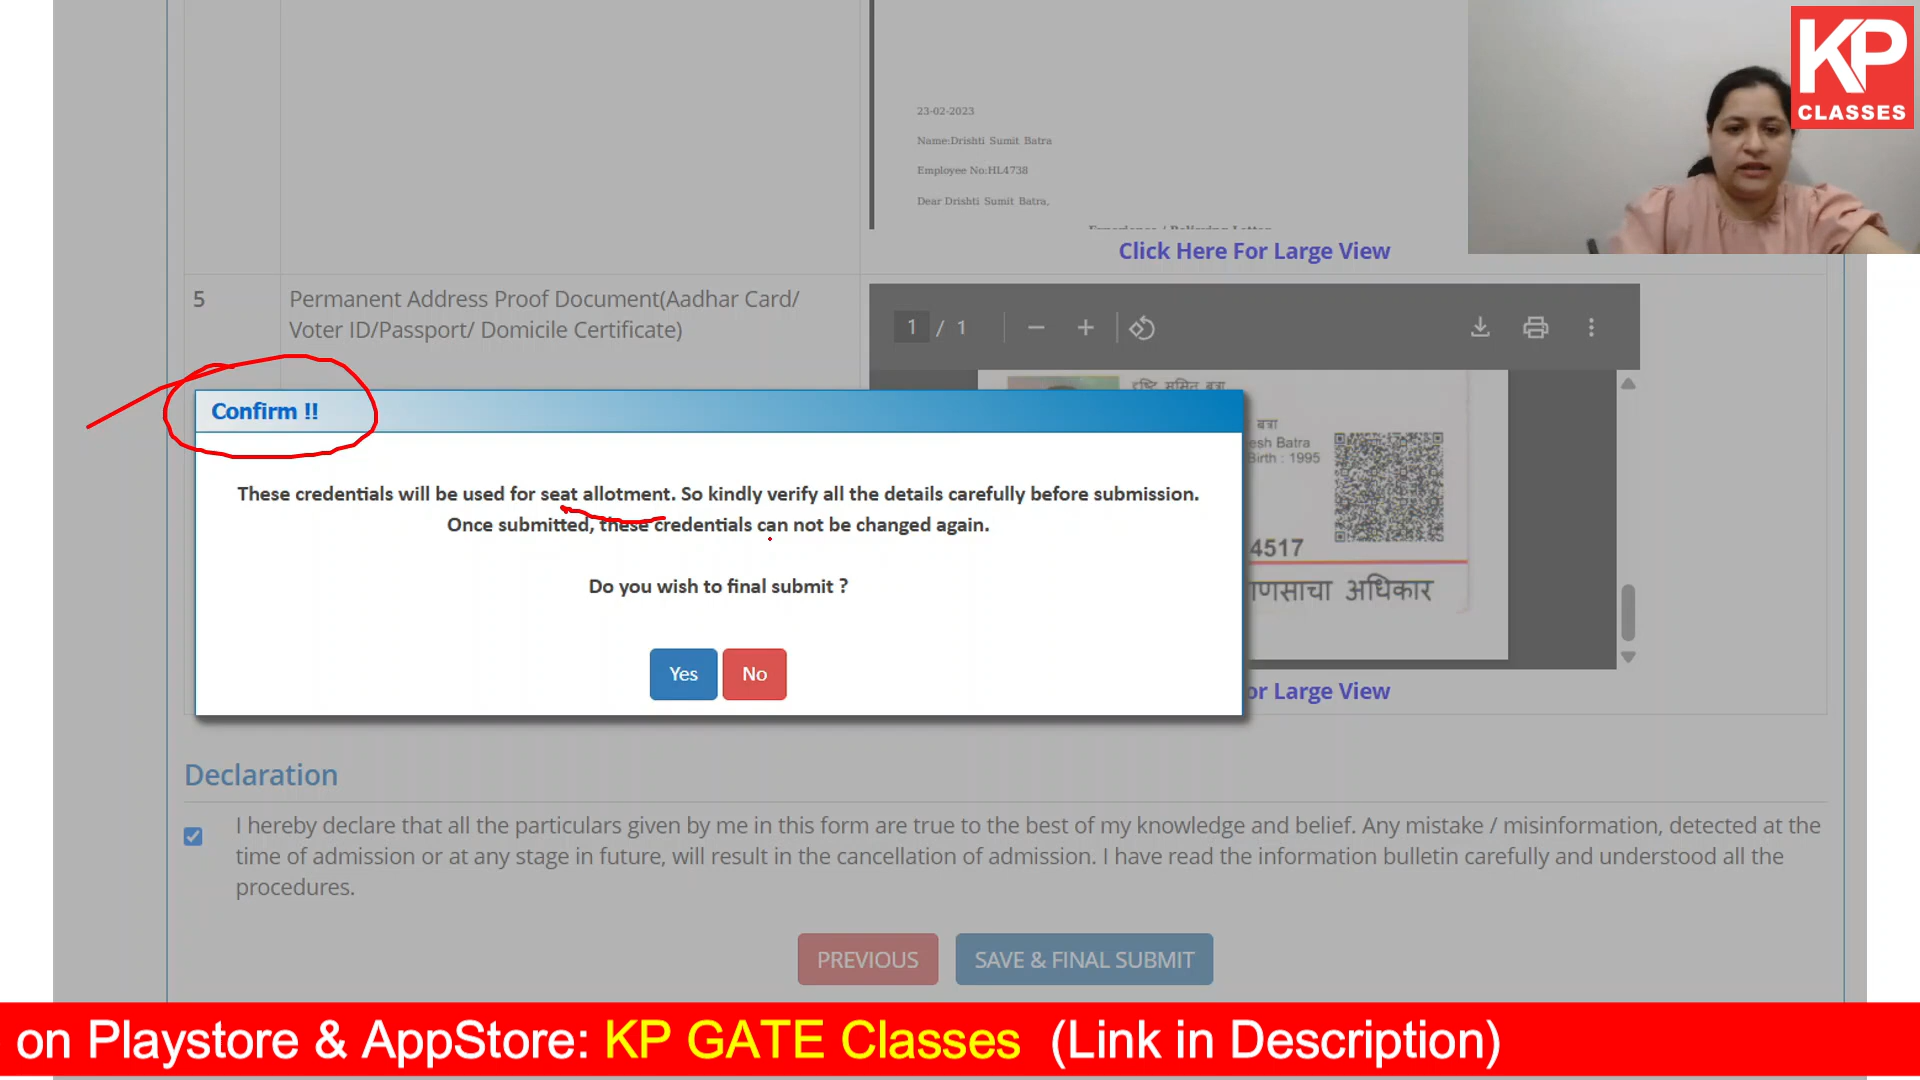 KP
CLASSES
23-02-2023
Name:Drishti Sumit Batra
Employee No:HL4738
Dear Drishti Sumit Batra,
Experience / Relieving Letter
Click Here For Large View
5
Permanent Address Proof Document(Aadhar Card/
Voter ID/Passport/ Domicile Certificate)
1 / 1
बत्रा
esh Batra
Birth : 1995
4517
अधिकार
Confirm !!
These credentials will be used for seat allotment. So kindly verify all the details carefully before submission.
Once submitted, these credentials can not be changed again.
Do you wish to final submit ?
Yes No
or Large View
Declaration
I hereby declare that all the particulars given by me in this form are true to the best of my knowledge and belief. Any mistake / misinformation, detected at the
time of admission or at any stage in future, will result in the cancellation of admission. I have read the information bulletin carefully and understood all the
procedures.
PREVIOUS SAVE & FINAL SUBMIT
on Playstore & AppStore: KP GATE Classes (Link in Description)